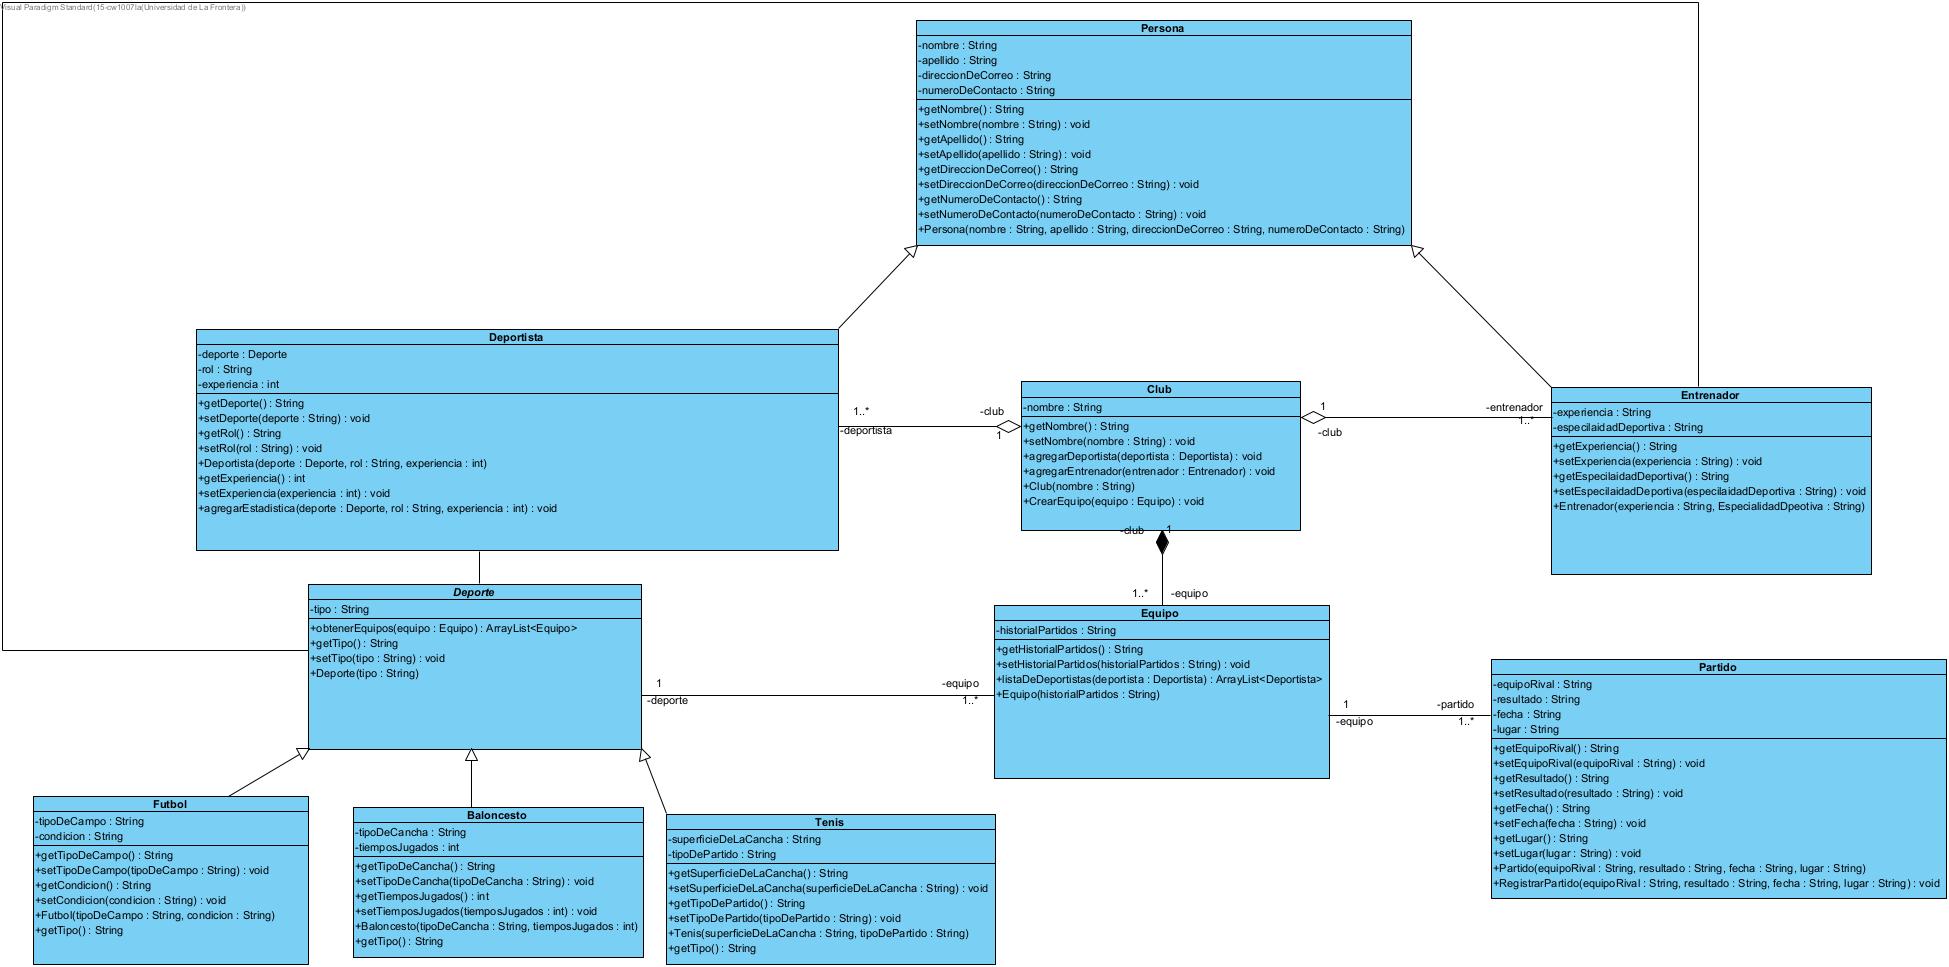 Visual Paradigm Standard(15-cw1007la(Universidad de La Frontera))
Persona
-nombre : String
-apellido : String
-direccionDeCorreo : String
-numeroDeContacto : String
+getNombre() : String
+setNombre(nombre : String) : void
+getApellido() : String
+setApellido(apellido : String) : void
+getDireccionDeCorreo() : String
+setDireccionDeCorreo(direccionDeCorreo : String) : void
+getNumeroDeContacto() : String
+setNumeroDeContacto(numeroDeContacto : String) : void
+Persona(nombre : String, apellido : String, direccionDeCorreo : String, numeroDeContacto : String)
Deportista
-deporte : Deporte
-rol : String
-experiencia : int
+getDeporte() : String
+setDeporte(deporte : String) : void
+getRol() : String
+setRol(rol : String) : void
+Deportista(deporte : Deporte, rol : String, experiencia : int)
+getExperiencia() : int
+setExperiencia(experiencia : int) : void
+agregarEstadistica(deporte : Deporte, rol : String, experiencia : int) : void
1..*
-deportista
-club
1
Club
-nombre : String
+getNombre() : String
+setNombre(nombre : String) : void
+agregarDeportista(deportista : Deportista) : void
+agregarEntrenador(entrenador : Entrenador) : void
+Club(nombre : String)
+CrearEquipo(equipo : Equipo) : void
1
-club
-entrenador
1..*
Entrenador
-experiencia : String
-especilaidadDeportiva : String
+getExperiencia() : String
+setExperiencia(experiencia : String) : void
+getEspecilaidadDeportiva() : String
+setEspecilaidadDeportiva(especilaidadDeportiva : String) : void
+Entrenador(experiencia : String, EspecialidadDpeotiva : String)
-club
1
1..*
-equipo
Deporte
-tipo : String
+obtenerEquipos(equipo : Equipo) : ArrayList<Equipo>
+getTipo() : String
+setTipo(tipo : String) : void
+Deporte(tipo : String)
1
-deporte
-equipo
1..*
Equipo
-historialPartidos : String
+getHistorialPartidos() : String
+setHistorialPartidos(historialPartidos : String) : void
+listaDeDeportistas(deportista : Deportista) : ArrayList<Deportista>
+Equipo(historialPartidos : String)
1
-equipo
-partido
1..*
Partido
-equipoRival : String
-resultado : String
-fecha : String
-lugar : String
+getEquipoRival() : String
+setEquipoRival(equipoRival : String) : void
+getResultado() : String
+setResultado(resultado : String) : void
+getFecha() : String
+setFecha(fecha : String) : void
+getLugar() : String
+setLugar(lugar : String) : void
+Partido(equipoRival : String, resultado : String, fecha : String, lugar : String)
+RegistrarPartido(equipoRival : String, resultado : String, fecha : String, lugar : String) : void
Futbol
-tipoDeCampo : String
-condicion : String
+getTipoDeCampo() : String
+setTipoDeCampo(tipoDeCampo : String) : void
+getCondicion() : String
+setCondicion(condicion : String) : void
+Futbol(tipoDeCampo : String, condicion : String)
+getTipo() : String
Baloncesto
-tipoDeCancha : String
-tiemposJugados : int
+getTipoDeCancha() : String
+setTipoDeCancha(tipoDeCancha : String) : void
+getTiemposJugados() : int
+setTiemposJugados(tiemposJugados : int) : void
+Baloncesto(tipoDeCancha : String, tiemposJugados : int)
+getTipo() : String
Tenis
-superficieDeLaCancha : String
-tipoDePartido : String
+getSuperficieDeLaCancha() : String
+setSuperficieDeLaCancha(superficieDeLaCancha : String) : void
+getTipoDePartido() : String
+setTipoDePartido(tipoDePartido : String) : void
+Tenis(superficieDeLaCancha : String, tipoDePartido : String)
+getTipo() : String